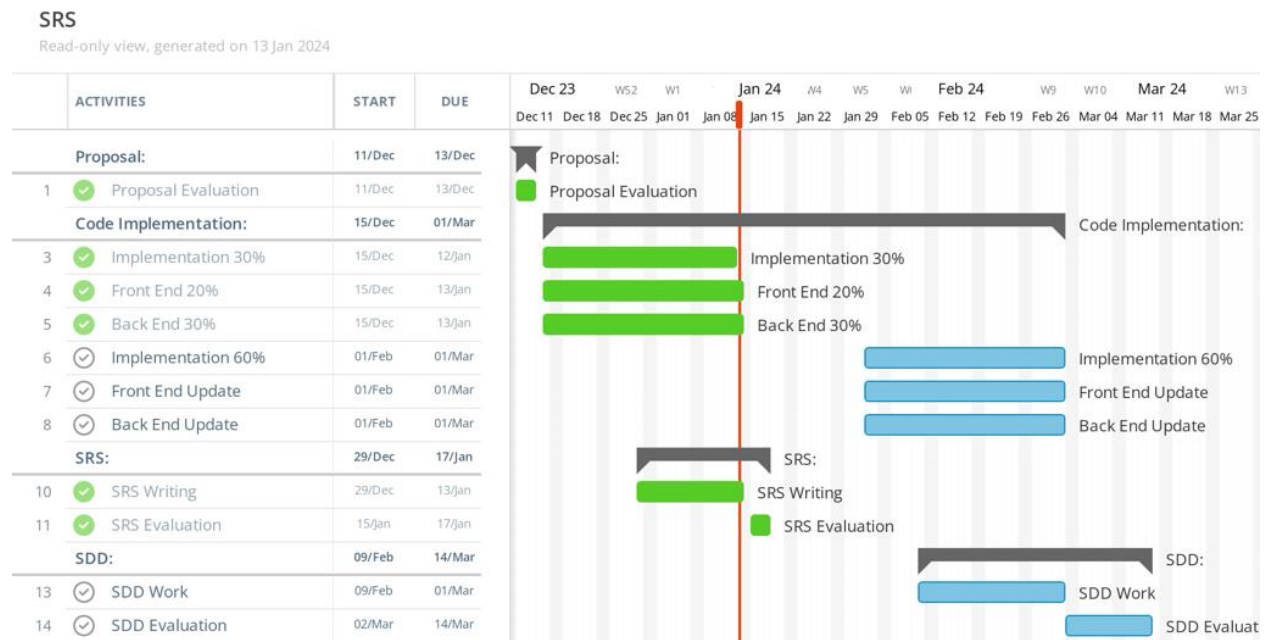 SRS
Read-only view, generated on 13 Jan 2024
Dec 23 W52 W1 Jan 24 W5 Feb 24 W9 W10 Mar 24 W13
ACTIVITIES START DUE Dec 11 Dec 18 Dec 25 Jan 01 Jan 08 Jan 15 Jan 22 Jan 29 Feb 05 Feb 12 Feb 19 Feb 26 Mar 04 Mar 11 Mar 18 Mar 25
Proposal: 11/Dec 13/Dec Proposal:
1 Proposal Evaluation 11/Dec 13/Dec Proposal Evaluation
Code Implementation: 15/Dec 01/Mar Code Implementation:
3 Implementation 30% 15/Dec 12/Jan Implementation 30%
4 Front End 20% 15/Dec 13/Jan Front End 20%
5 Back End 30% 15/Dec 13/Jan Back End 30%
6 Implementation 60% 01/Feb 01/Mar Implementation 60%
7 Front End Update 01/Feb 01/Mar Front End Update
8 Back End Update 01/Feb 01/Mar Back End Update
SRS: 29/Dec 17/Jan SRS:
10 SRS Writing 29/Dec 13/Jan SRS Writing
11 SRS Evaluation 15/Jan 17/Jan SRS Evaluation
SDD: 09/Feb 14/Mar SDD:
13 SDD Work 09/Feb 01/Mar SDD Work
14 SDD Evaluation 02/Mar 14/Mar SDD Evaluat